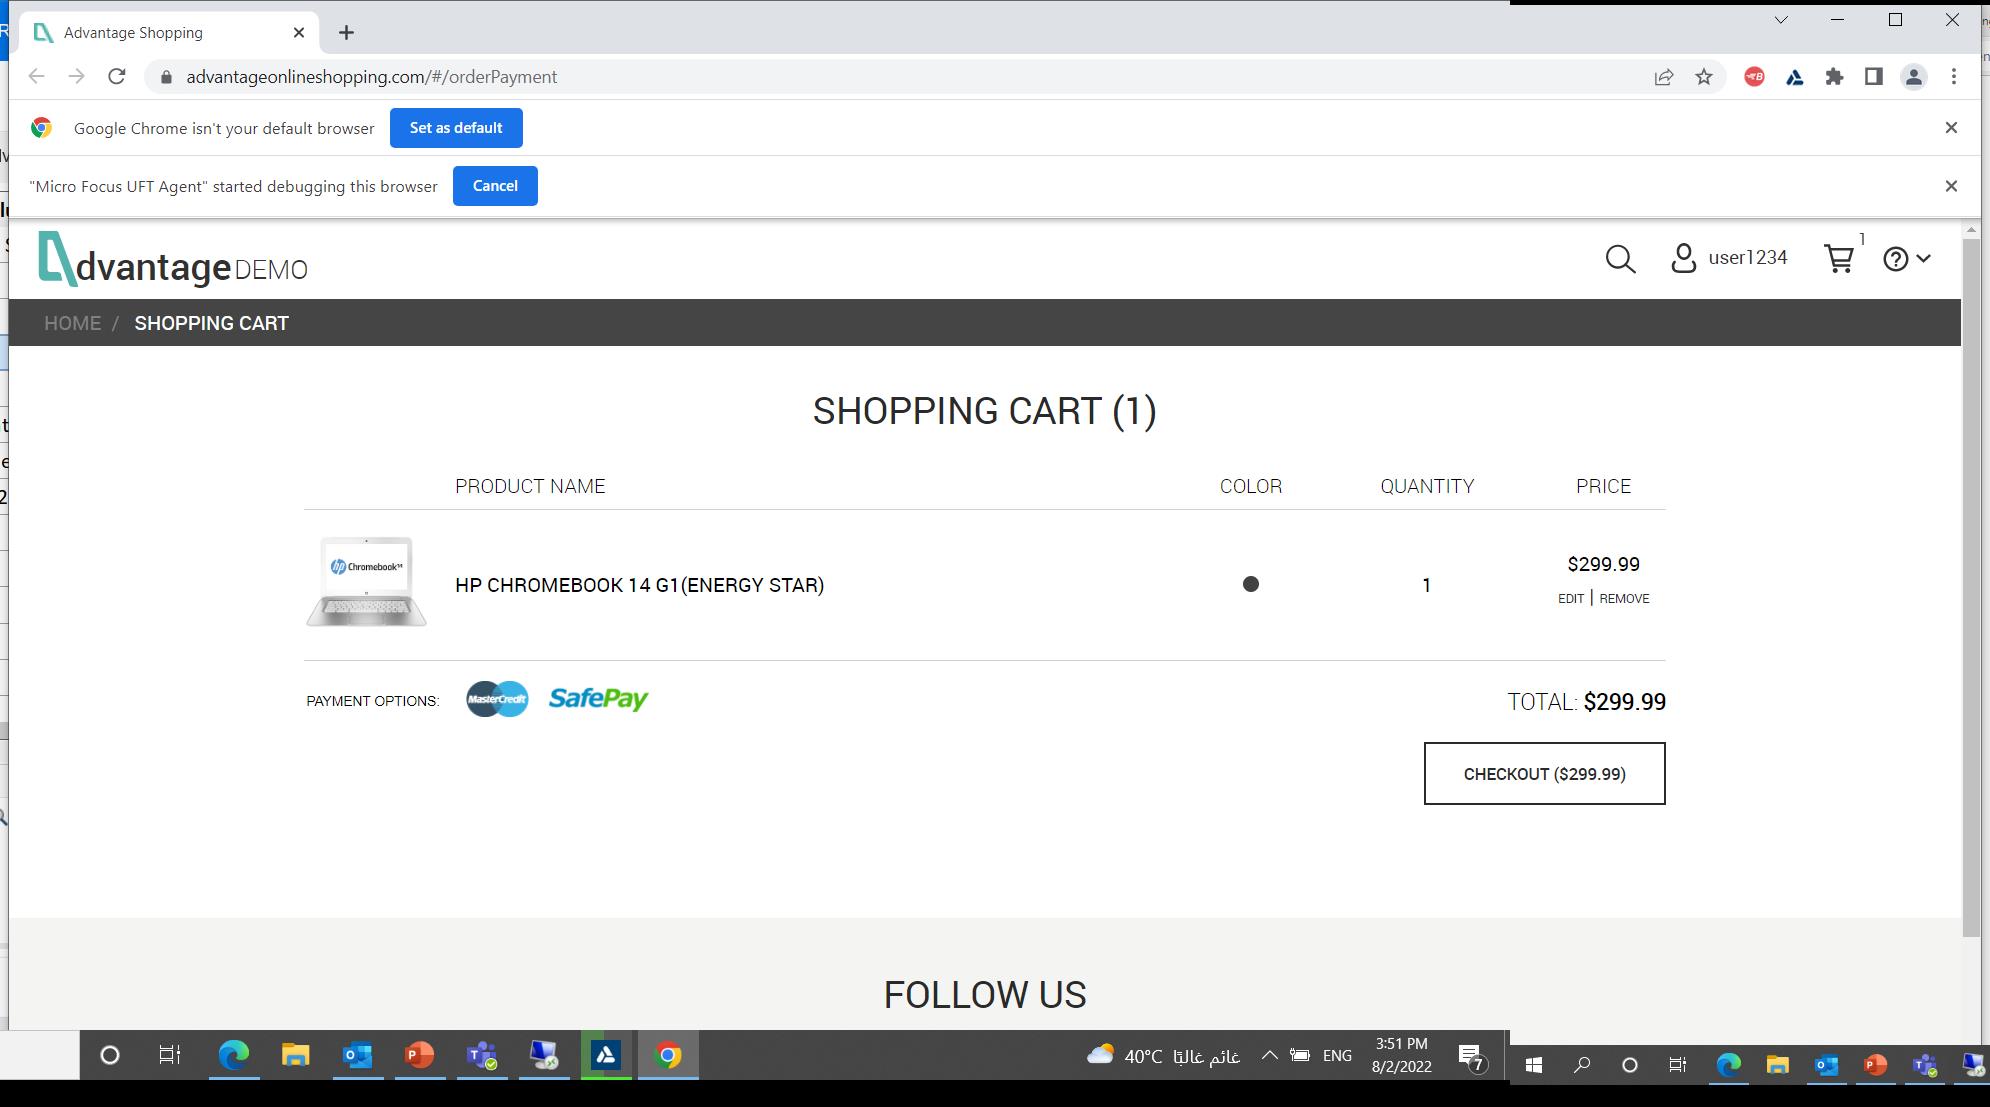 Advantage Shopping
advantageonlineshopping.com/#/orderPayment
Google Chrome isn't your default browser
Set as default
"Micro Focus UFT Agent" started debugging this browser
Cancel
dvantage DEMO
user1234
1
HOME / SHOPPING CART
SHOPPING CART (1)
PRODUCT NAME COLOR QUANTITY PRICE
hp Chromebook 14
HP CHROMEBOOK 14 G1(ENERGY STAR)
1
$299.99
EDIT | REMOVE
PAYMENT OPTIONS:
MasterCredit
SafePay
TOTAL: $299.99
CHECKOUT ($299.99)
FOLLOW US
40°C غائم غالبًا
ENG
3:51 PM
8/2/2022
7